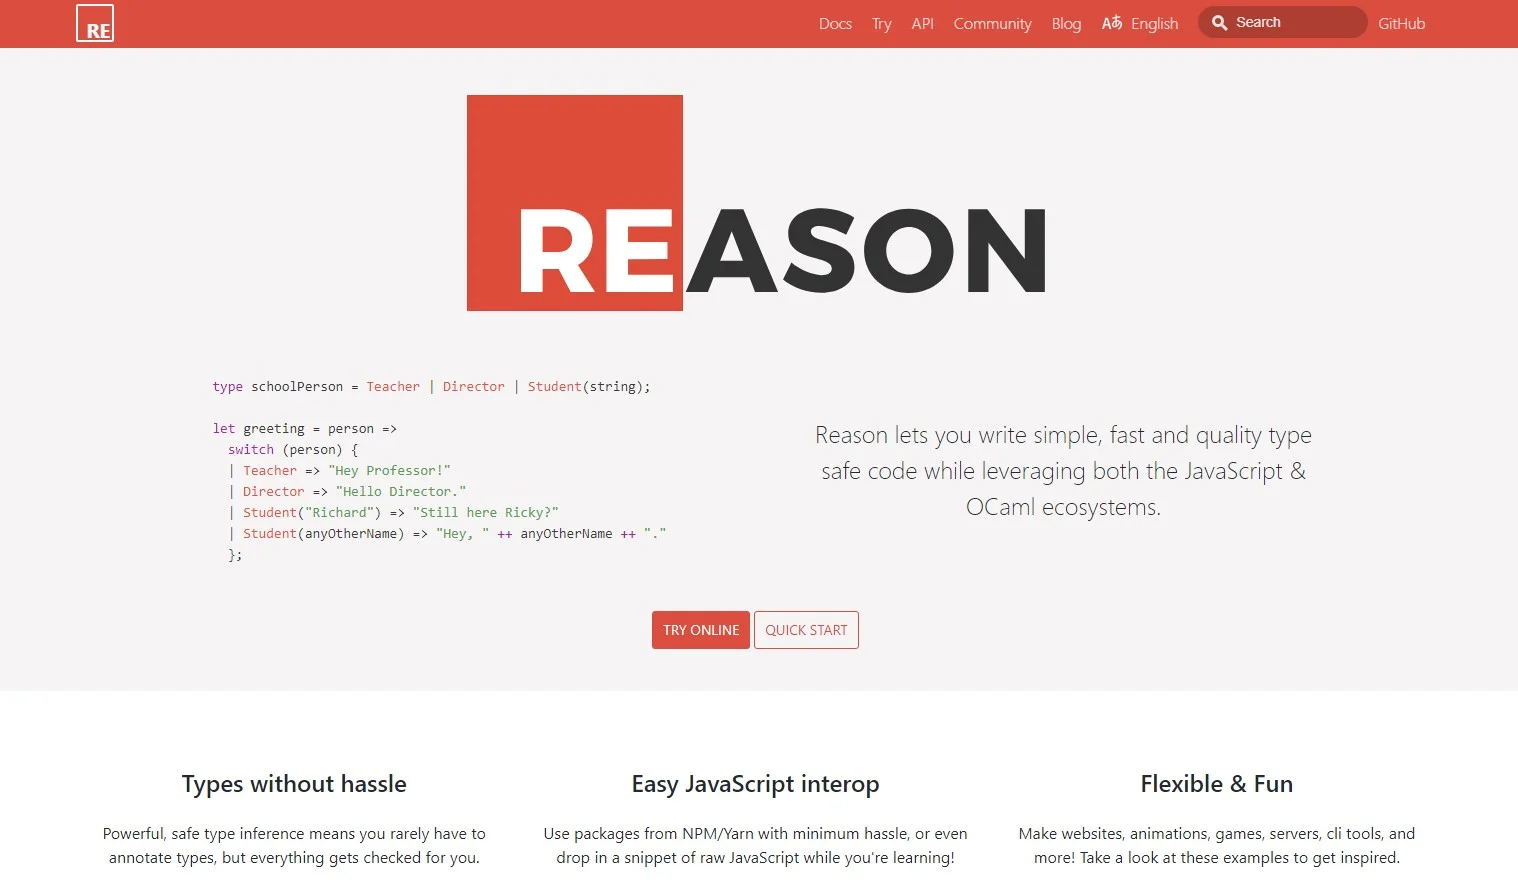 RE
Docs Try API Community Blog Aあ English Search GitHub
REASON
type schoolPerson = Teacher | Director | Student(string);
let greeting = person =>
switch (person) {
| Teacher => "Hey Professor!"
| Director => "Hello Director."
| Student("Richard") => "Still here Ricky?"
| Student(anyOtherName) => "Hey, " ++ anyOtherName ++ "."
};
Reason lets you write simple, fast and quality type
safe code while leveraging both the JavaScript &
OCaml ecosystems.
TRY ONLINE QUICK START
Types without hassle
Powerful, safe type inference means you rarely have to
annotate types, but everything gets checked for you.
Easy JavaScript interop
Use packages from NPM/Yarn with minimum hassle, or even
drop in a snippet of raw JavaScript while you're learning!
Flexible & Fun
Make websites, animations, games, servers, cli tools, and
more! Take a look at these examples to get inspired.